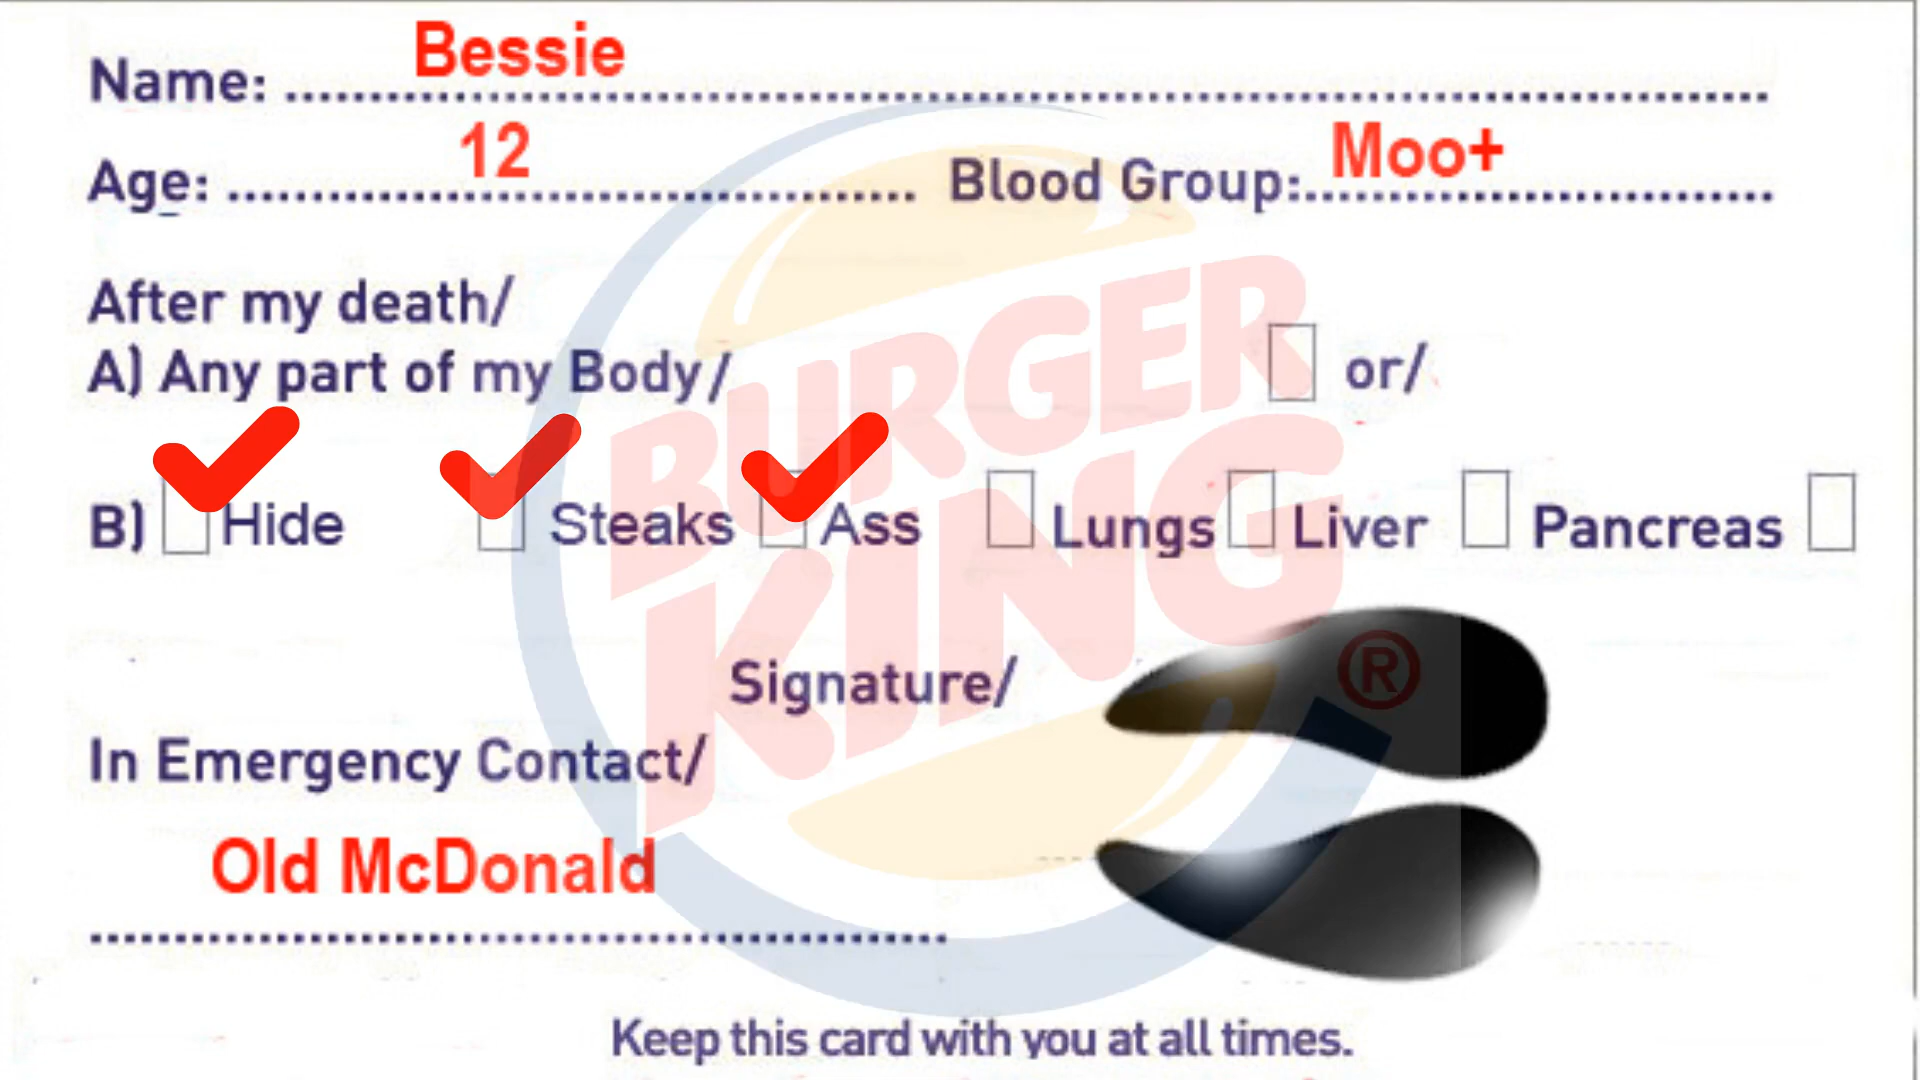 Name: Bessie
Age: 12 Blood Group: Moo+
After my death/
A) Any part of my Body/ or/
B) Hide Steaks Ass Lungs Liver Pancreas
BURGER
KING®
Signature/
In Emergency Contact/
Old McDonald
Keep this card with you at all times.